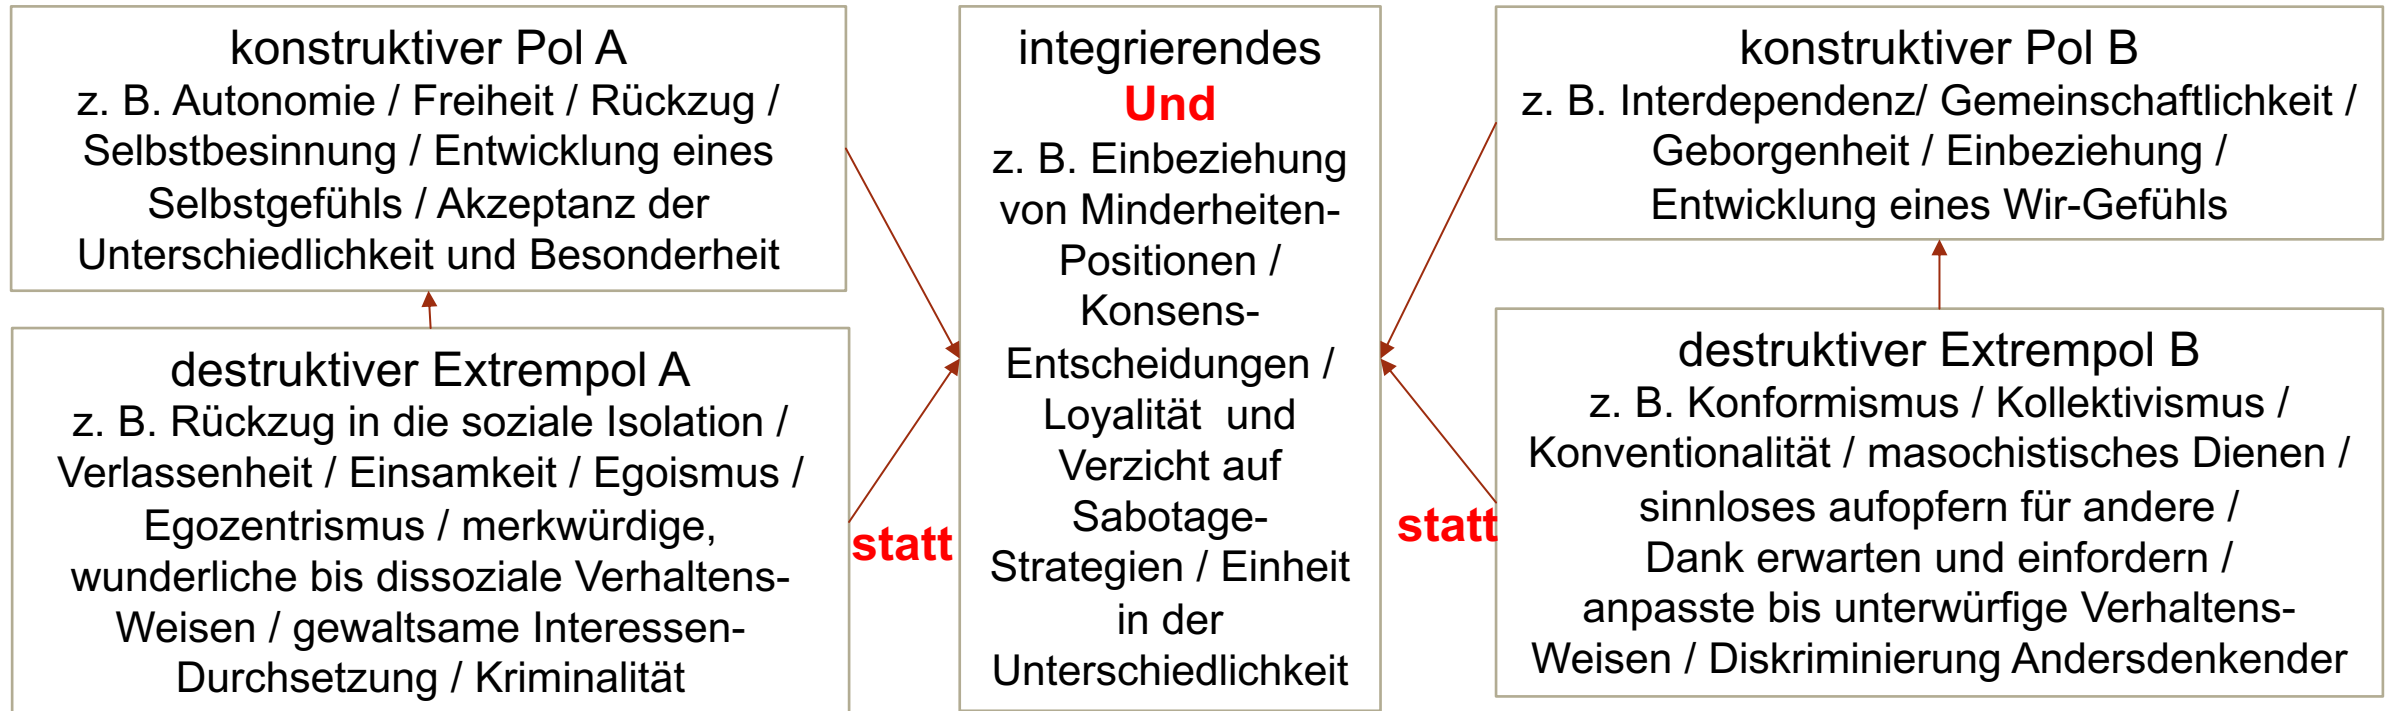 konstruktiver Pol A
z. B. Autonomie / Freiheit / Rückzug /
Selbstbesinnung / Entwicklung eines
Selbstgefühls / Akzeptanz der
Unterschiedlichkeit und Besonderheit
destruktiver Extrempol A
z. B. Rückzug in die soziale Isolation /
Verlassenheit / Einsamkeit / Egoismus /
Egozentrismus / merkwürdige,
wunderliche bis dissoziale Verhaltens-
Weisen / gewaltsame Interessen-
Durchsetzung / Kriminalität
statt
integrierendes
Und
z. B. Einbeziehung
von Minderheiten-
Positionen /
Konsens-
Entscheidungen /
Loyalität und
Verzicht auf
Sabotage-
Strategien / Einheit
in der
Unterschiedlichkeit
statt
konstruktiver Pol B
z. B. Interdependenz/ Gemeinschaftlichkeit /
Geborgenheit / Einbeziehung /
Entwicklung eines Wir-Gefühls
destruktiver Extrempol B
z. B. Konformismus / Kollektivismus /
Konventionalität / masochistisches Dienen /
sinnloses aufopfern für andere /
Dank erwarten und einfordern /
anpasste bis unterwürfige Verhaltens-
Weisen / Diskriminierung Andersdenkender